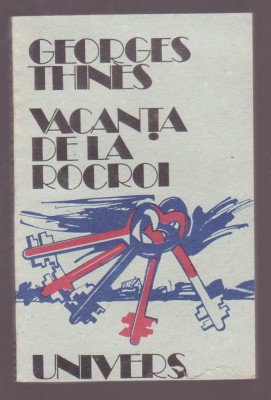 GEORGES
THINÈS
VACANȚA
DE LA
ROCROI
UNIVERS